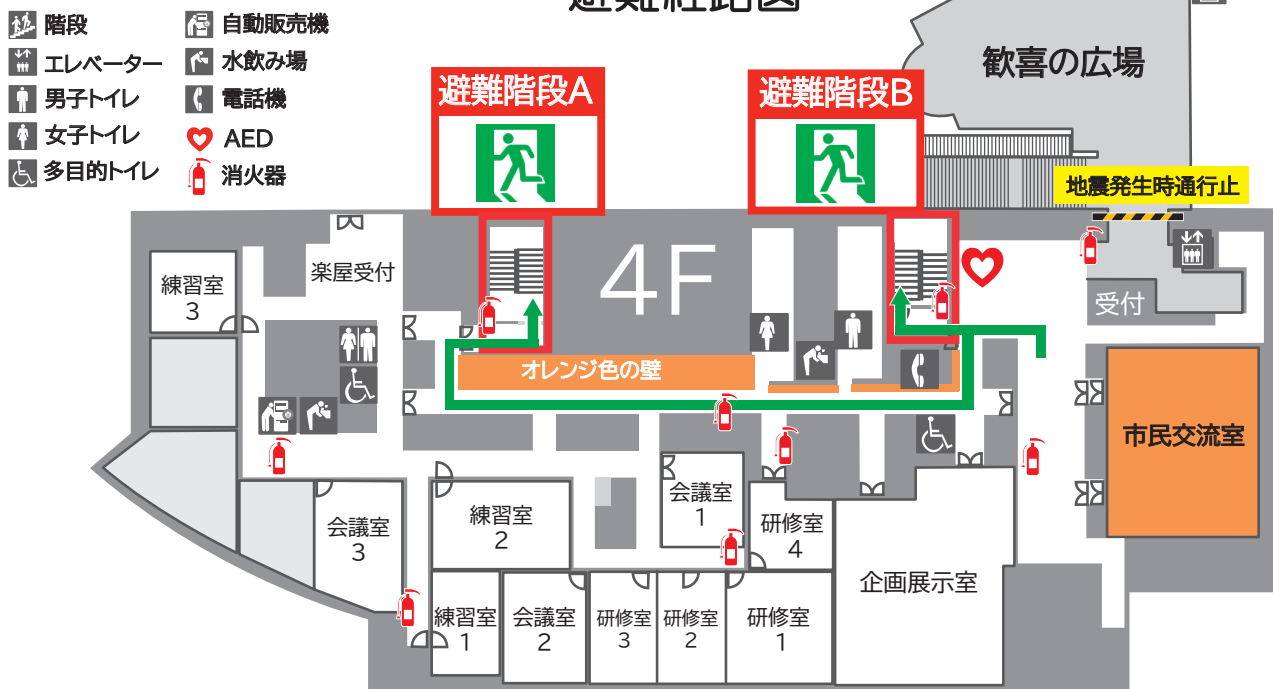 避難経路図
階段
自動販売機
エレベーター
水飲み場
男子トイレ
電話機
女子トイレ
AED
多目的トイレ
消火器
避難階段A
避難階段B
歓喜の広場
地震発生時通行止
4F
練習室
3
楽屋受付
受付
オレンジ色の壁
市民交流室
会議室
3
練習室
2
会議室
1
研修室
4
企画展示室
練習室
1
会議室
2
研修室
3
研修室
2
研修室
1